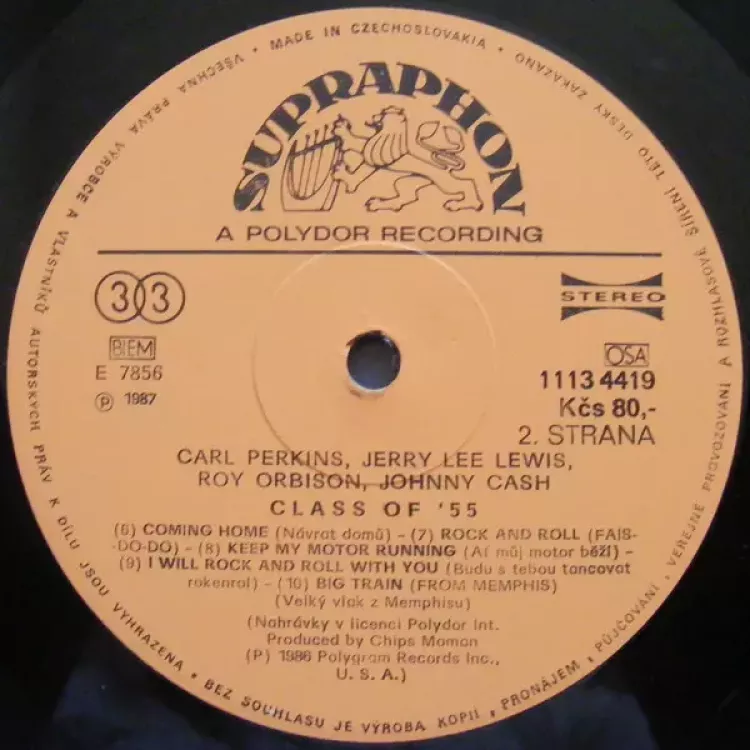 MADE IN CZECHOSLOVAKIA
SUPRAPHON
A POLYDOR RECORDING
33
STEREO
BIEM
E 7856
℗ 1987
OSA
1113 4419
Kčs 80,-
2. STRANA
CARL PERKINS, JERRY LEE LEWIS,
ROY ORBISON, JOHNNY CASH
CLASS OF '55
(6) COMING HOME (Návrat domů) - (7) ROCK AND ROLL (FAIS-
DO-DO) - (8) KEEP MY MOTOR RUNNING (Ať můj motor běží) -
(9) I WILL ROCK AND ROLL WITH YOU (Budu s tebou tancovat
rokenrol) - (10) BIG TRAIN (FROM MEMPHIS)
(Velký vlak z Memphisu)
(Nahrávky v licenci Polydor Int.
Produced by Chips Moman
(P) 1986 Polygram Records Inc.,
U. S. A.)
VŠECHNA PRÁVA VÝROBCE A VLASTNÍKŮ AUTORSKÝCH PRÁV K DÍLU JSOU VYHRAZENA • BEZ SOUHLASU JE VÝROBA KOPIÍ, PRONÁJEM, PŮJČOVÁNÍ, VEŘEJNÉ PROVOZOVÁNÍ A ROZHLASOVÉ ŠÍŘENÍ TÉTO DESKY ZAKÁZÁNO •